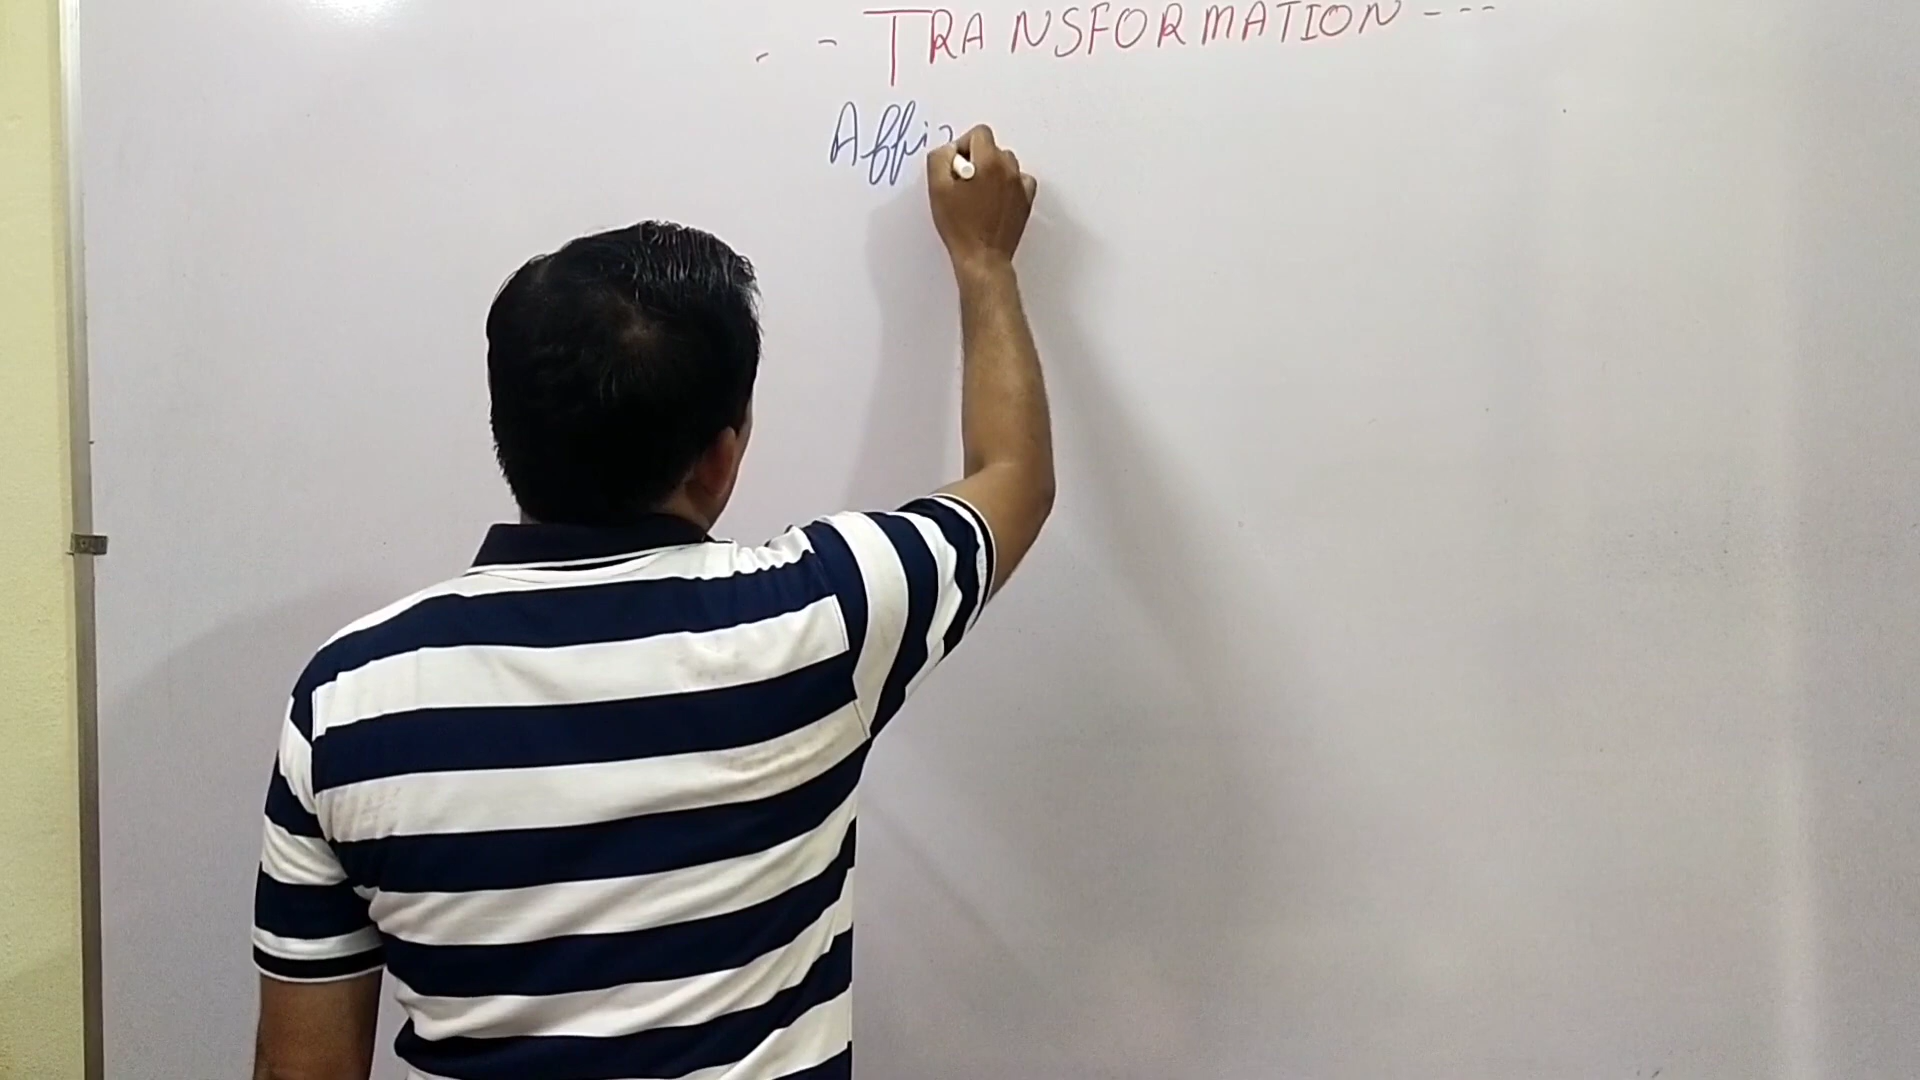 - - TRANSFORMATION - - -
Affi